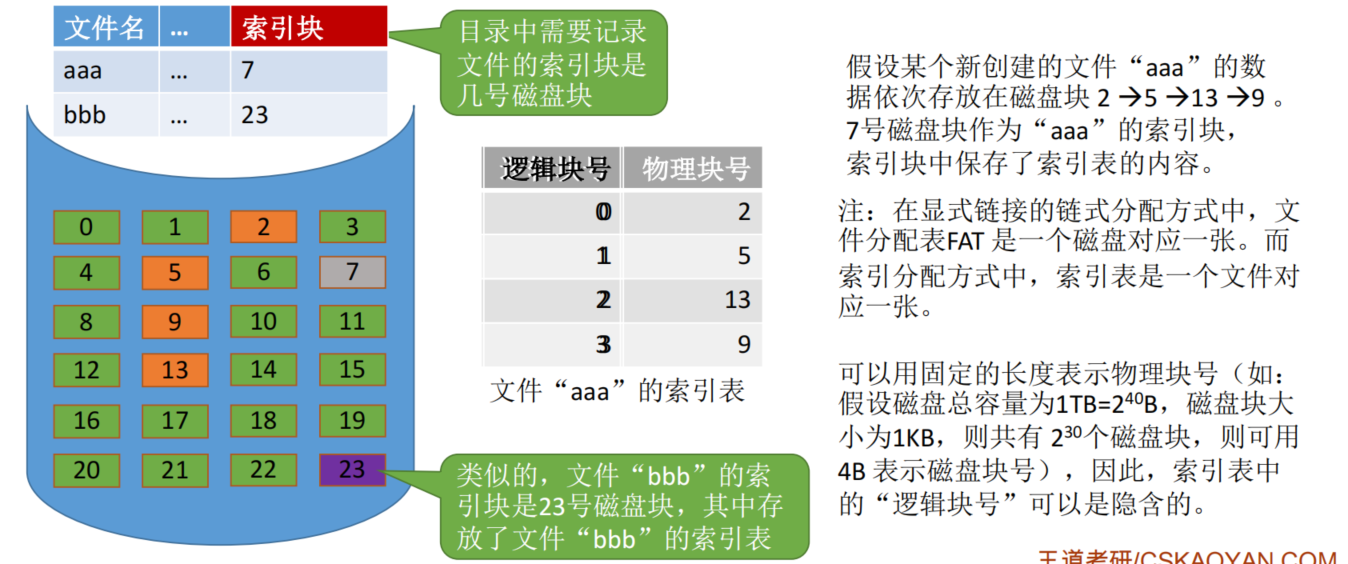 文件名 … 索引块
aaa … 7
bbb … 23
目录中需要记录
文件的索引块是
几号磁盘块
0 1 2 3
4 5 6 7
8 9 10 11
12 13 14 15
16 17 18 19
20 21 22 23
逻辑块号 物理块号
0 2
1 5
2 13
3 9
文件“aaa”的索引表
类似的，文件“bbb”的索
引块是23号磁盘块，其中存
放了文件“bbb”的索引表
假设某个新创建的文件“aaa”的数
据依次存放在磁盘块 2 →5 →13 →9 。
7号磁盘块作为“aaa”的索引块，
索引块中保存了索引表的内容。
注：在显式链接的链式分配方式中，文
件分配表FAT 是一个磁盘对应一张。而
索引分配方式中，索引表是一个文件对
应一张。
可以用固定的长度表示物理块号（如：
假设磁盘总容量为1TB=2⁴⁰B，磁盘块大
小为1KB，则共有 2³⁰个磁盘块，则可用
4B 表示磁盘块号），因此，索引表中
的“逻辑块号”可以是隐含的。
王道考研/CSKAOYAN.COM